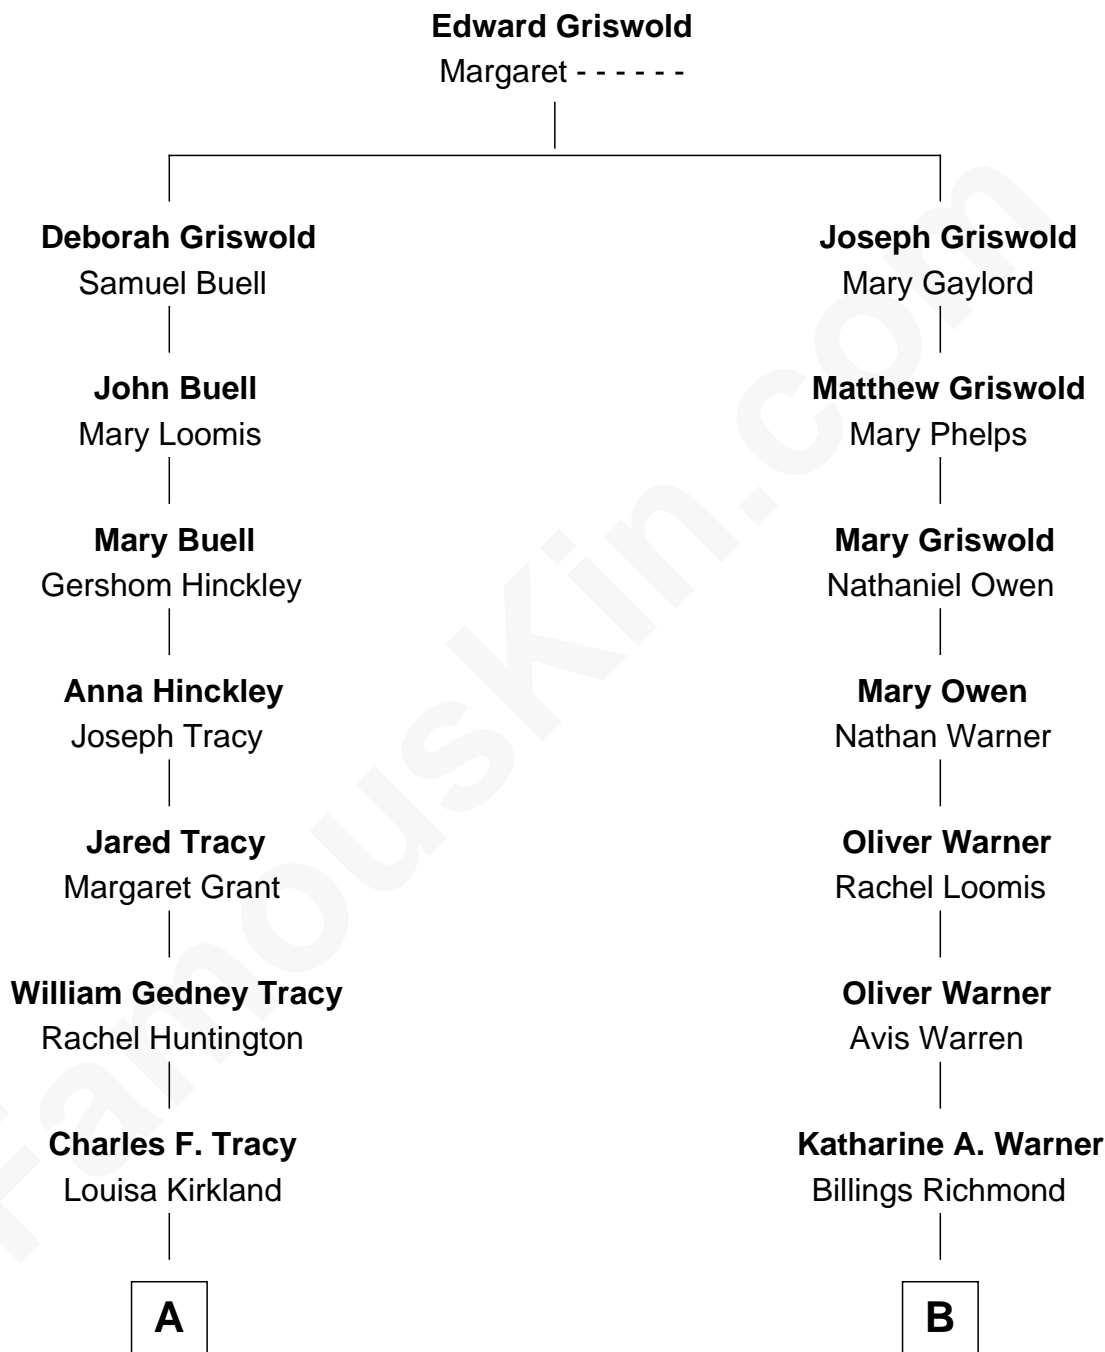 Edward Griswold
Margaret - - - - - -
Deborah Griswold
Samuel Buell
Joseph Griswold
Mary Gaylord
John Buell
Mary Loomis
Matthew Griswold
Mary Phelps
Mary Buell
Gershom Hinckley
Mary Griswold
Nathaniel Owen
Anna Hinckley
Joseph Tracy
Mary Owen
Nathan Warner
Jared Tracy
Margaret Grant
Oliver Warner
Rachel Loomis
William Gedney Tracy
Rachel Huntington
Oliver Warner
Avis Warren
Charles F. Tracy
Louisa Kirkland
Katharine A. Warner
Billings Richmond
A
B
FamousKin.com